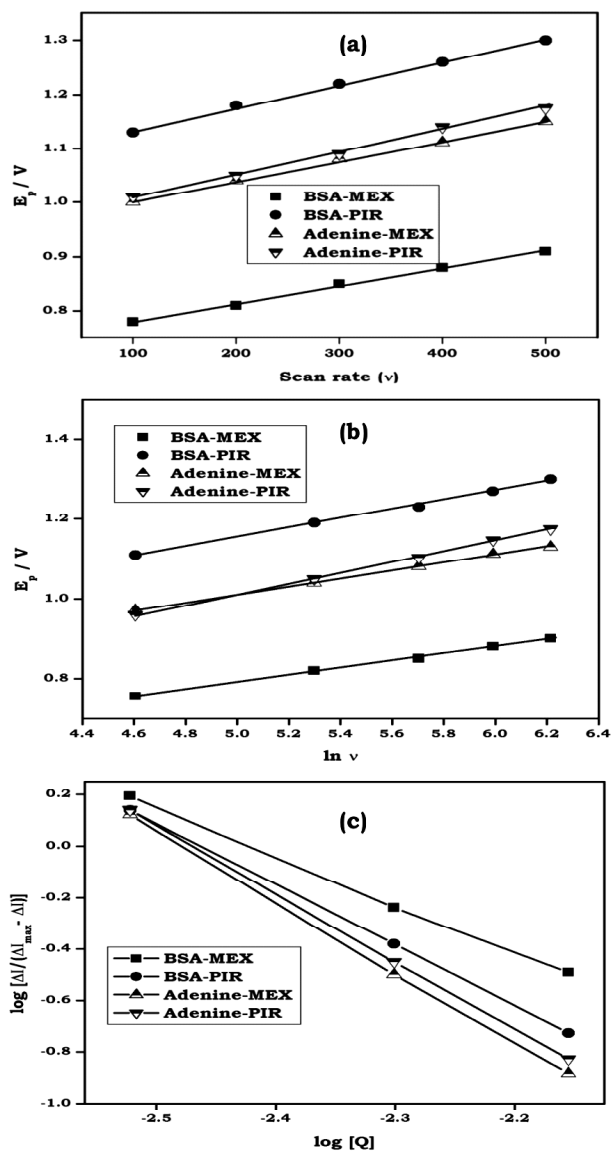 (a)
1.3
1.2
1.1
1.0
0.9
0.8
E_p / V
BSA-MEX
BSA-PIR
Adenine-MEX
Adenine-PIR
100 200 300 400 500
Scan rate (ν)
(b)
1.4
1.2
1.0
0.8
E_p / V
BSA-MEX
BSA-PIR
Adenine-MEX
Adenine-PIR
4.4 4.6 4.8 5.0 5.2 5.4 5.6 5.8 6.0 6.2 6.4
ln ν
(c)
0.2
0.0
-0.2
-0.4
-0.6
-0.8
-1.0
log [ΔI/(ΔI_max- ΔI)]
BSA-MEX
BSA-PIR
Adenine-MEX
Adenine-PIR
-2.5 -2.4 -2.3 -2.2
log [Q]